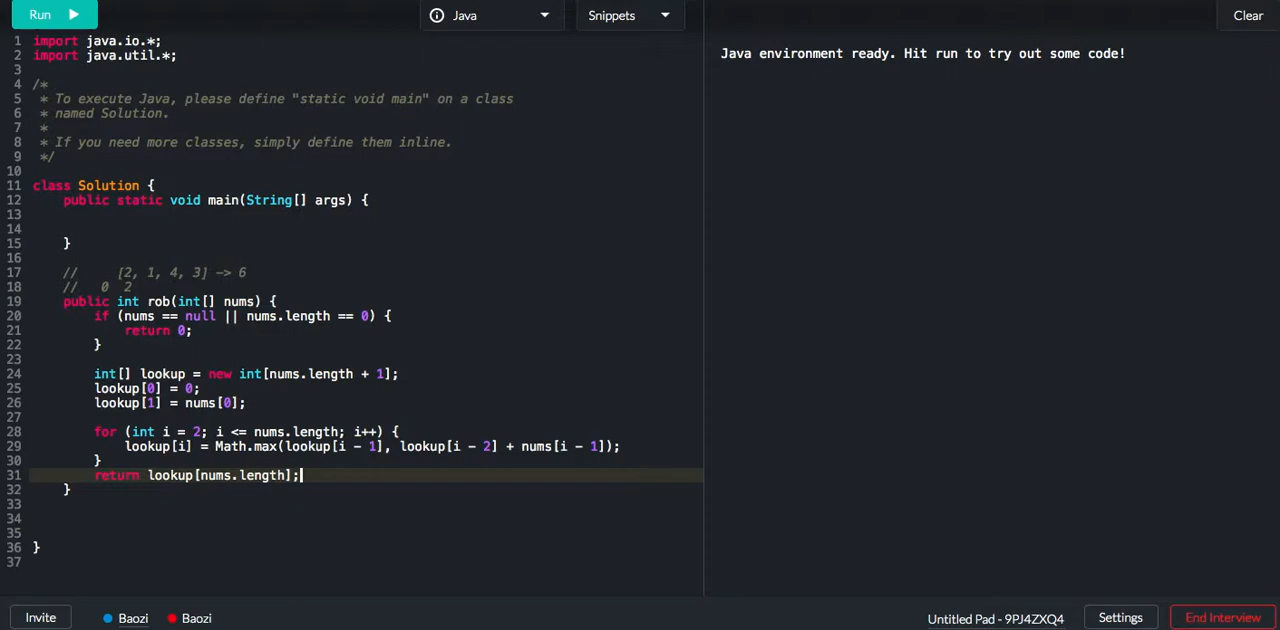 Run
Java
Snippets
Clear
1 import java.io.*;
2 import java.util.*;
3
4 /*
5 * To execute Java, please define "static void main" on a class
6 * named Solution.
7 *
8 * If you need more classes, simply define them inline.
9 */
10
11 class Solution {
12 public static void main(String[] args) {
13
14
15 }
16
17 // [2, 1, 4, 3] -> 6
18 // 0 2
19 public int rob(int[] nums) {
20 if (nums == null || nums.length == 0) {
21 return 0;
22 }
23
24 int[] lookup = new int[nums.length + 1];
25 lookup[0] = 0;
26 lookup[1] = nums[0];
27
28 for (int i = 2; i <= nums.length; i++) {
29 lookup[i] = Math.max(lookup[i - 1], lookup[i - 2] + nums[i - 1]);
30 }
31 return lookup[nums.length];
32 }
33
34
35
36 }
37
Java environment ready. Hit run to try out some code!
Invite
Baozi
Baozi
Untitled Pad - 9PJ4ZXQ4
Settings
End Interview